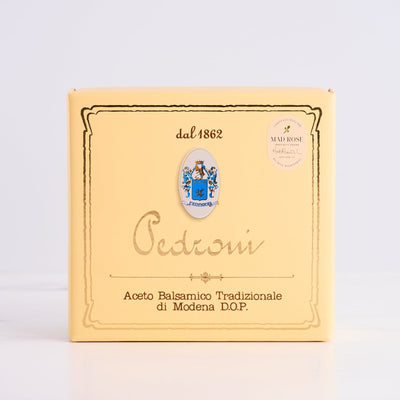 dal 1862
MAD ROSE
Pedroni
Aceto Balsamico Tradizionale
di Modena D.O.P.